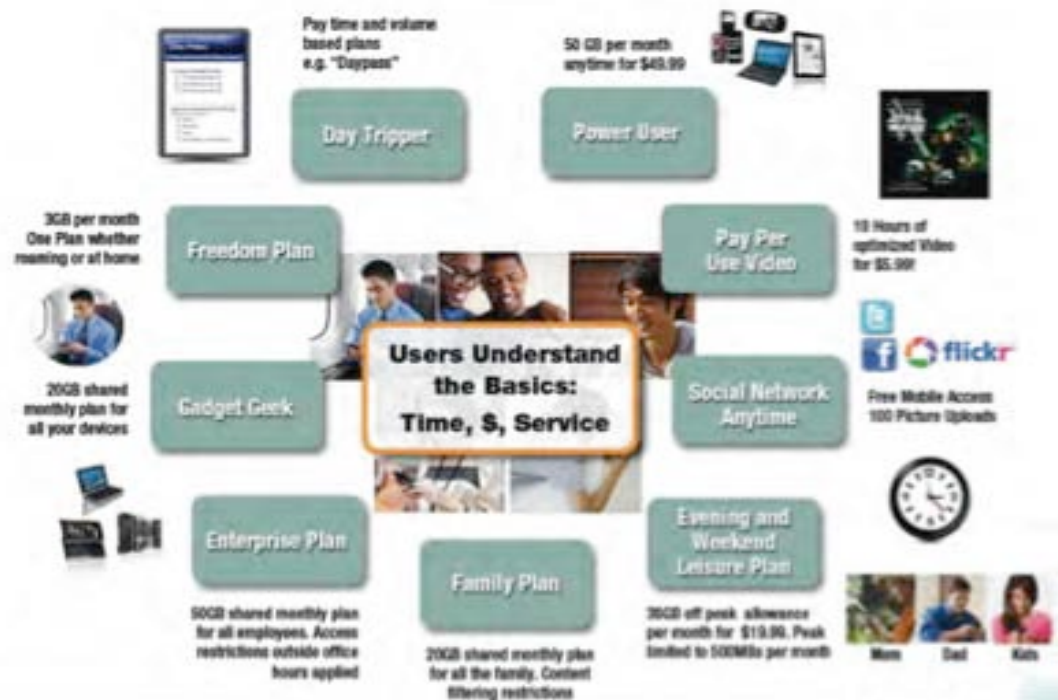 Pay time and volume
based plans
e.g. "Daypass"
Day Tripper
50 GB per month
anytime for $49.99
Power User
3GB per month
One Plan whether
roaming or at home
Freedom Plan
Pay Per
Use Video
10 Hours of
optimized Video
for $5.99!
Users Understand
the Basics:
Time, $, Service
20GB shared
monthly plan for
all your devices
Gadget Geek
Social Network
Anytime
flickr
Free Mobile Access
100 Picture Uploads
Enterprise Plan
50GB shared monthly plan
for all employees. Access
restrictions outside office
hours applied
Family Plan
20GB shared monthly plan
for all the family. Content
filtering restrictions
Evening and
Weekend
Leisure Plan
off peak allowance
per month for $19.99. Peak
limited to 500MBs per month
Mom
Dad
Kids